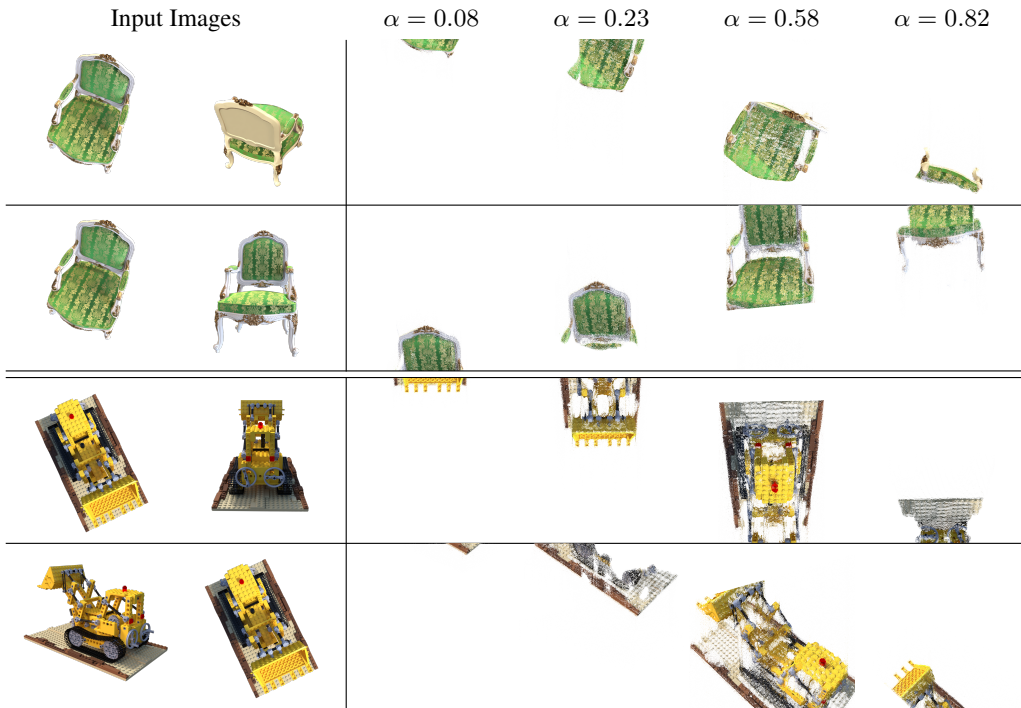 Input Images α = 0.08 α = 0.23 α = 0.58 α = 0.82